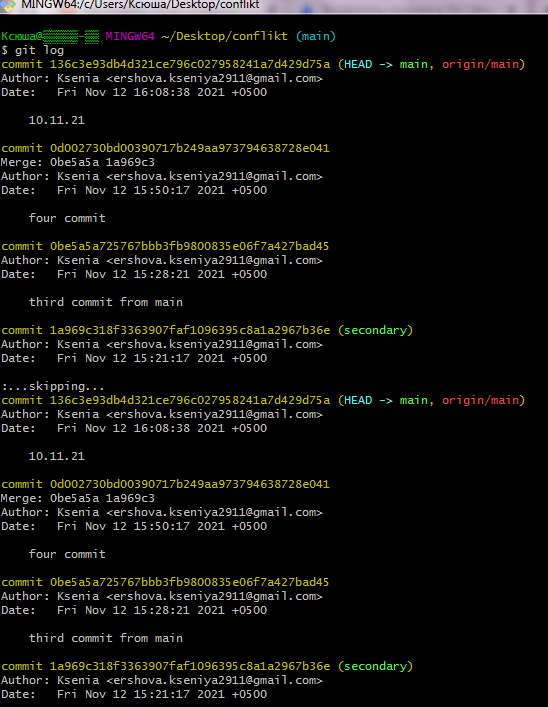 MINGW64:/c/Users/Ксюша/Desktop/conflikt
Ксюша@▒▒▒▒▒-▒▒ MINGW64 ~/Desktop/conflikt (main)
$ git log
commit 136c3e93db4d321ce796c027958241a7d429d75a (HEAD -> main, origin/main)
Author: Ksenia <ershova.kseniya2911@gmail.com>
Date:   Fri Nov 12 16:08:38 2021 +0500
10.11.21
commit 0d002730bd00390717b249aa973794638728e041
Merge: 0be5a5a 1a969c3
Author: Ksenia <ershova.kseniya2911@gmail.com>
Date:   Fri Nov 12 15:50:17 2021 +0500
four commit
commit 0be5a5a725767bbb3fb9800835e06f7a427bad45
Author: Ksenia <ershova.kseniya2911@gmail.com>
Date:   Fri Nov 12 15:28:21 2021 +0500
third commit from main
commit 1a969c318f3363907faf1096395c8a1a2967b36e (secondary)
Author: Ksenia <ershova.kseniya2911@gmail.com>
Date:   Fri Nov 12 15:21:17 2021 +0500
:...skipping...
commit 136c3e93db4d321ce796c027958241a7d429d75a (HEAD -> main, origin/main)
Author: Ksenia <ershova.kseniya2911@gmail.com>
Date:   Fri Nov 12 16:08:38 2021 +0500
10.11.21
commit 0d002730bd00390717b249aa973794638728e041
Merge: 0be5a5a 1a969c3
Author: Ksenia <ershova.kseniya2911@gmail.com>
Date:   Fri Nov 12 15:50:17 2021 +0500
four commit
commit 0be5a5a725767bbb3fb9800835e06f7a427bad45
Author: Ksenia <ershova.kseniya2911@gmail.com>
Date:   Fri Nov 12 15:28:21 2021 +0500
third commit from main
commit 1a969c318f3363907faf1096395c8a1a2967b36e (secondary)
Author: Ksenia <ershova.kseniya2911@gmail.com>
Date:   Fri Nov 12 15:21:17 2021 +0500